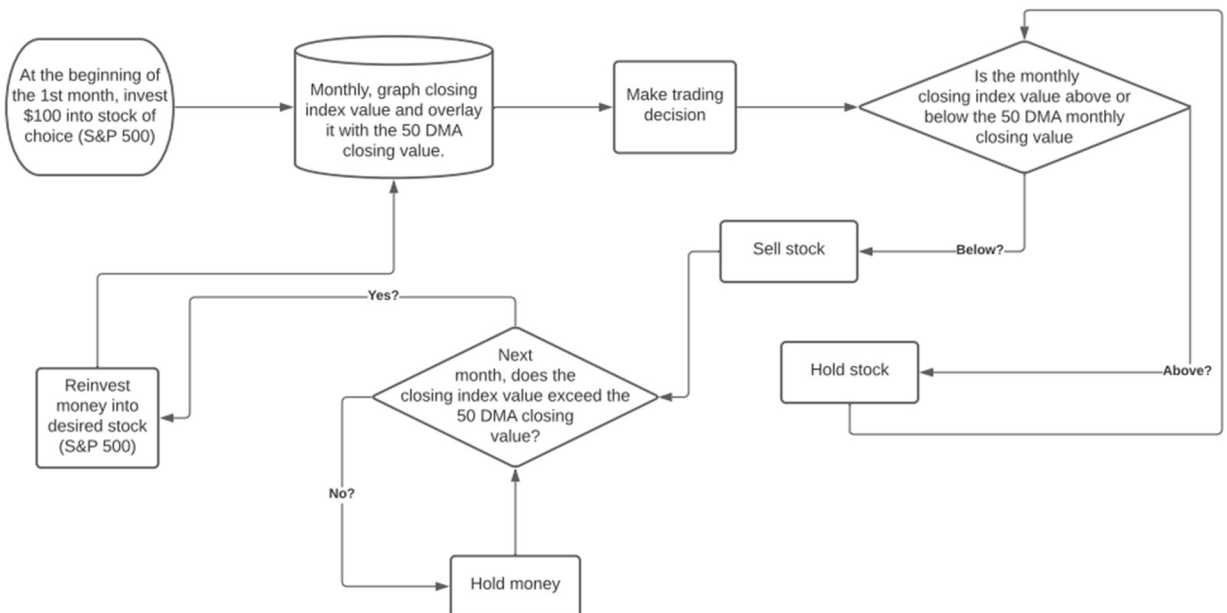 At the beginning of
the 1st month, invest
$100 into stock of
choice (S&P 500)
Monthly, graph closing
index value and overlay
it with the 50 DMA
closing value.
Make trading
decision
Is the monthly
closing index value above or
below the 50 DMA monthly
closing value
Below?
Sell stock
Above?
Hold stock
Next
month, does the
closing index value exceed the
50 DMA closing
value?
Yes?
Reinvest
money into
desired stock
(S&P 500)
No?
Hold money